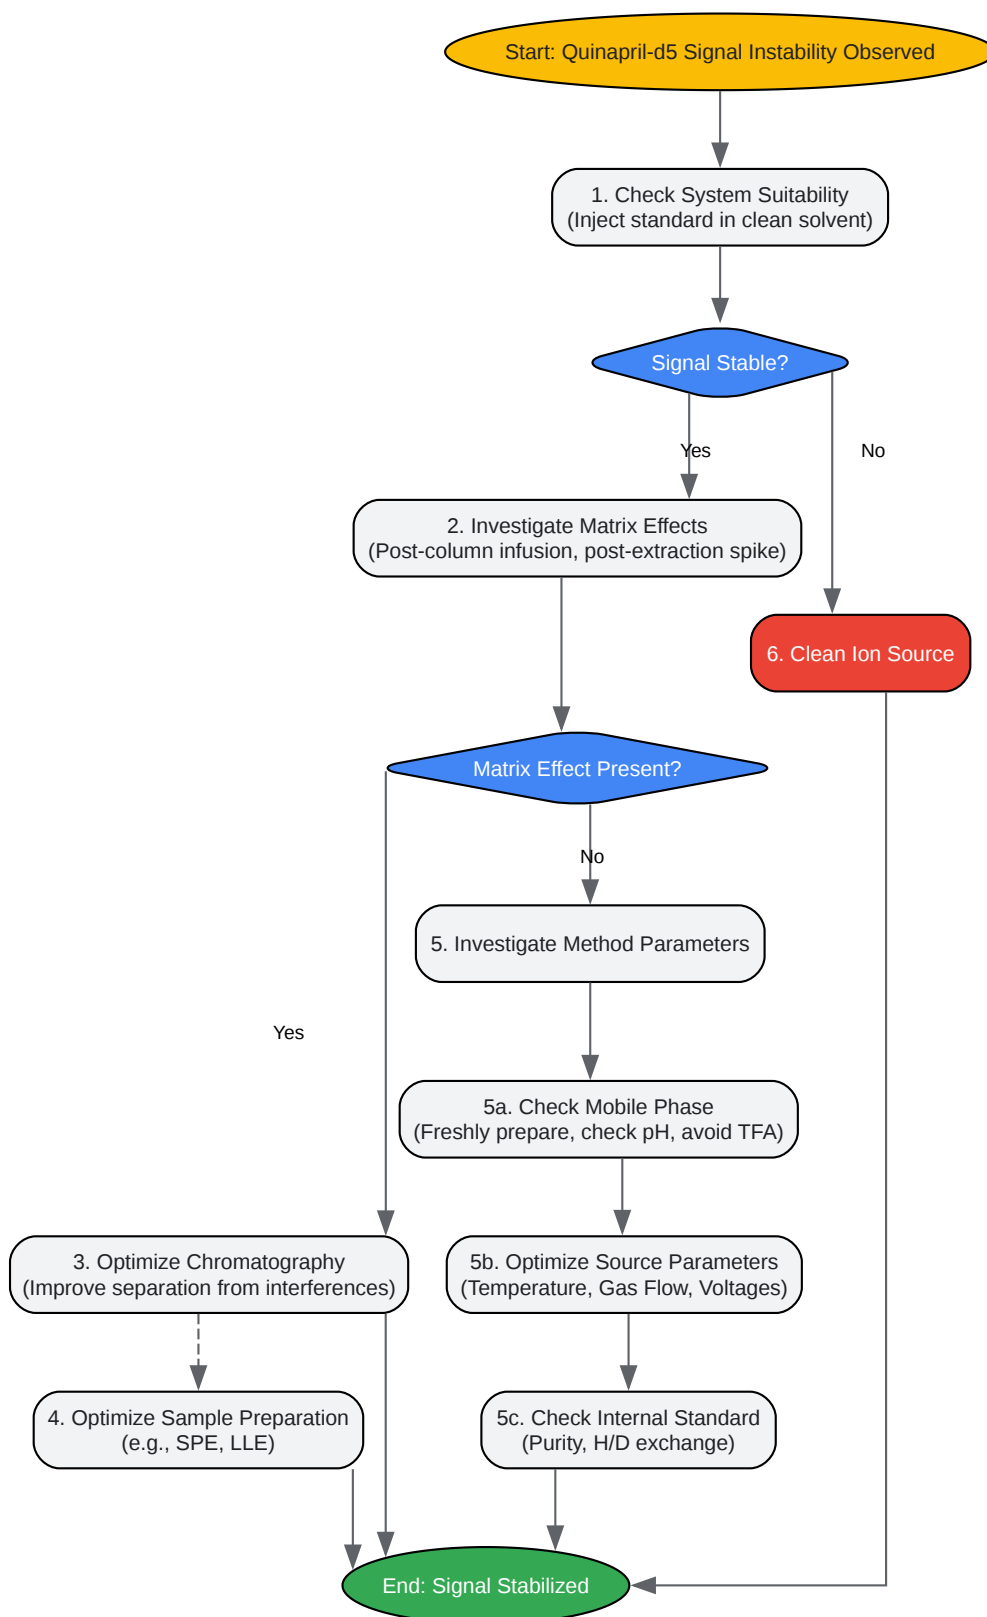 Start: Quinapril-d5 Signal Instability Observed
1. Check System Suitability
(Inject standard in clean solvent)
Signal Stable?
Yes
No
2. Investigate Matrix Effects
(Post-column infusion, post-extraction spike)
6. Clean Ion Source
Matrix Effect Present?
No
5. Investigate Method Parameters
Yes
5a. Check Mobile Phase
(Freshly prepare, check pH, avoid TFA)
3. Optimize Chromatography
(Improve separation from interferences)
5b. Optimize Source Parameters
(Temperature, Gas Flow, Voltages)
4. Optimize Sample Preparation
(e.g., SPE, LLE)
5c. Check Internal Standard
(Purity, H/D exchange)
End: Signal Stabilized